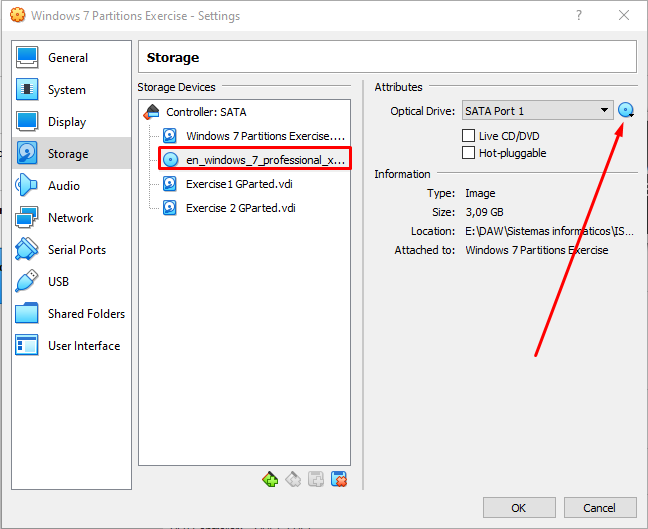 Windows 7 Partitions Exercise - Settings
?
General
System
Display
Storage
Audio
Network
Serial Ports
USB
Shared Folders
User Interface
Storage
Storage Devices
Controller: SATA
Windows 7 Partitions Exercise....
en_windows_7_professional_x...
Exercise1 GParted.vdi
Exercise 2 GParted.vdi
Attributes
Optical Drive: SATA Port 1
Live CD/DVD
Hot-pluggable
Information
Type: Image
Size: 3,09 GB
Location: E:\DAW\Sistemas informaticos\IS...
Attached to: Windows 7 Partitions Exercise
OK
Cancel